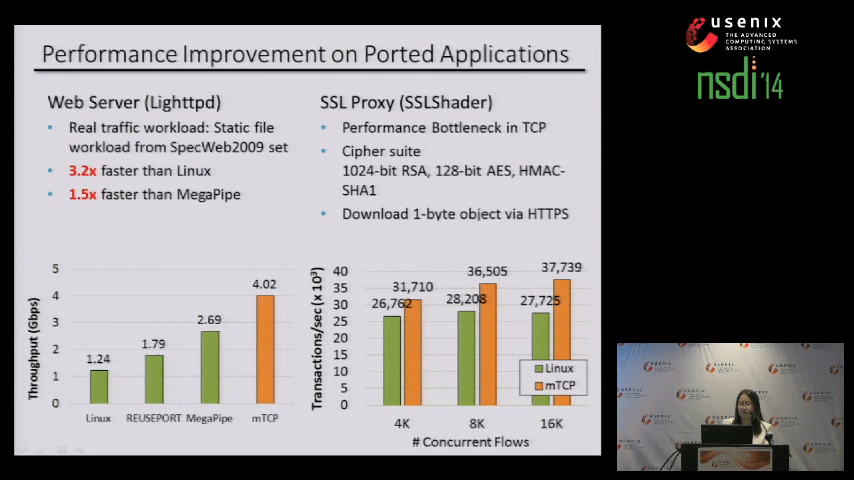 Performance Improvement on Ported Applications
Web Server (Lighttpd)
• Real traffic workload: Static file
workload from SpecWeb2009 set
• 3.2x faster than Linux
• 1.5x faster than MegaPipe
SSL Proxy (SSLShader)
• Performance Bottleneck in TCP
• Cipher suite
1024-bit RSA, 128-bit AES, HMAC-
SHA1
• Download 1-byte object via HTTPS
Throughput (Gbps)
5
4
3
2
1
0
1.24
1.79
2.69
4.02
Linux
REUSEPORT
MegaPipe
mTCP
Transactions/sec (x 10³)
40
35
30
25
20
15
10
5
0
26,762
31,710
28,208
36,505
27,725
37,739
Linux
mTCP
4K
8K
16K
# Concurrent Flows
usenix
THE ADVANCED
COMPUTING SYSTEMS
ASSOCIATION
nsdi '14